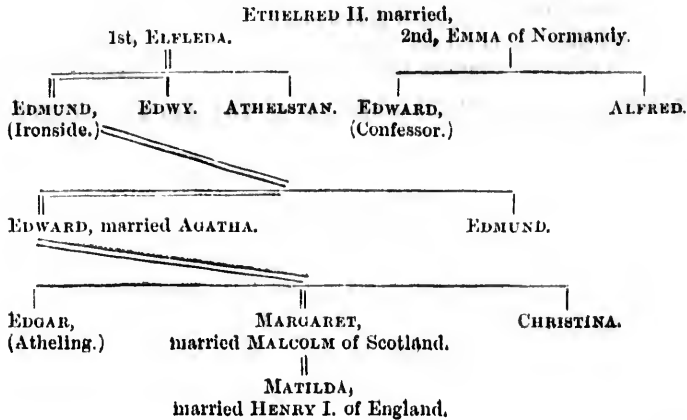 ETHELRED II. married,
1st, ELFLEDA. 2nd, EMMA of Normandy.
EDMUND, EDWY. ATHELSTAN. EDWARD, ALFRED.
(Ironside.) (Confessor.)
EDWARD, married AGATHA. EDMUND.
EDGAR, MARGARET, CHRISTINA.
(Atheling.) married MALCOLM of Scotland.
MATILDA,
married HENRY I. of England.